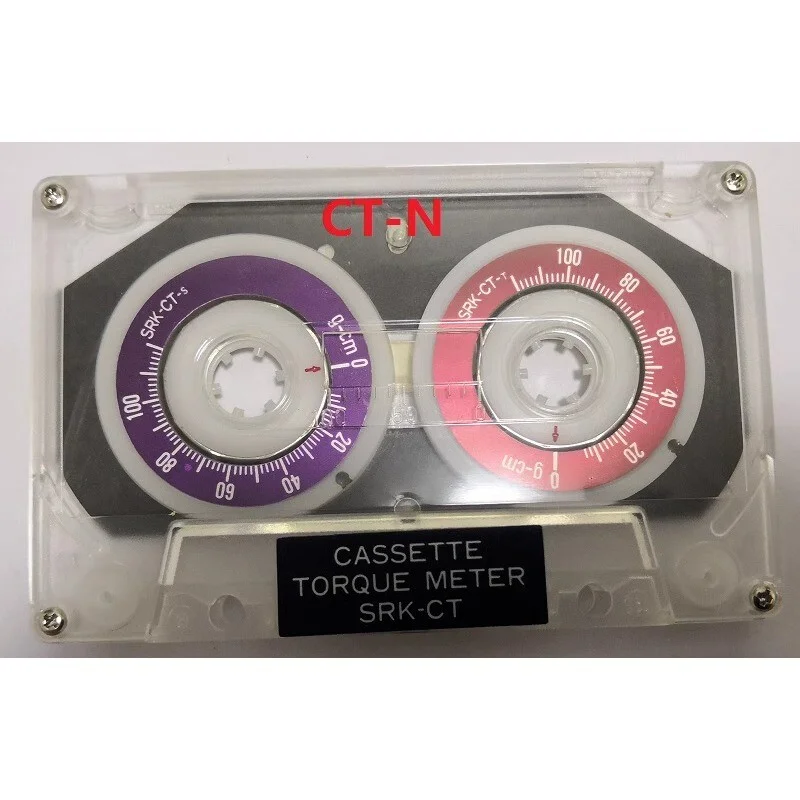 CT-N
SRK-CT-S
g-cm
0
20
40
60
80
100
SRK-CT-T
100
80
60
40
20
0
g-cm
CASSETTE
TORQUE METER
SRK-CT